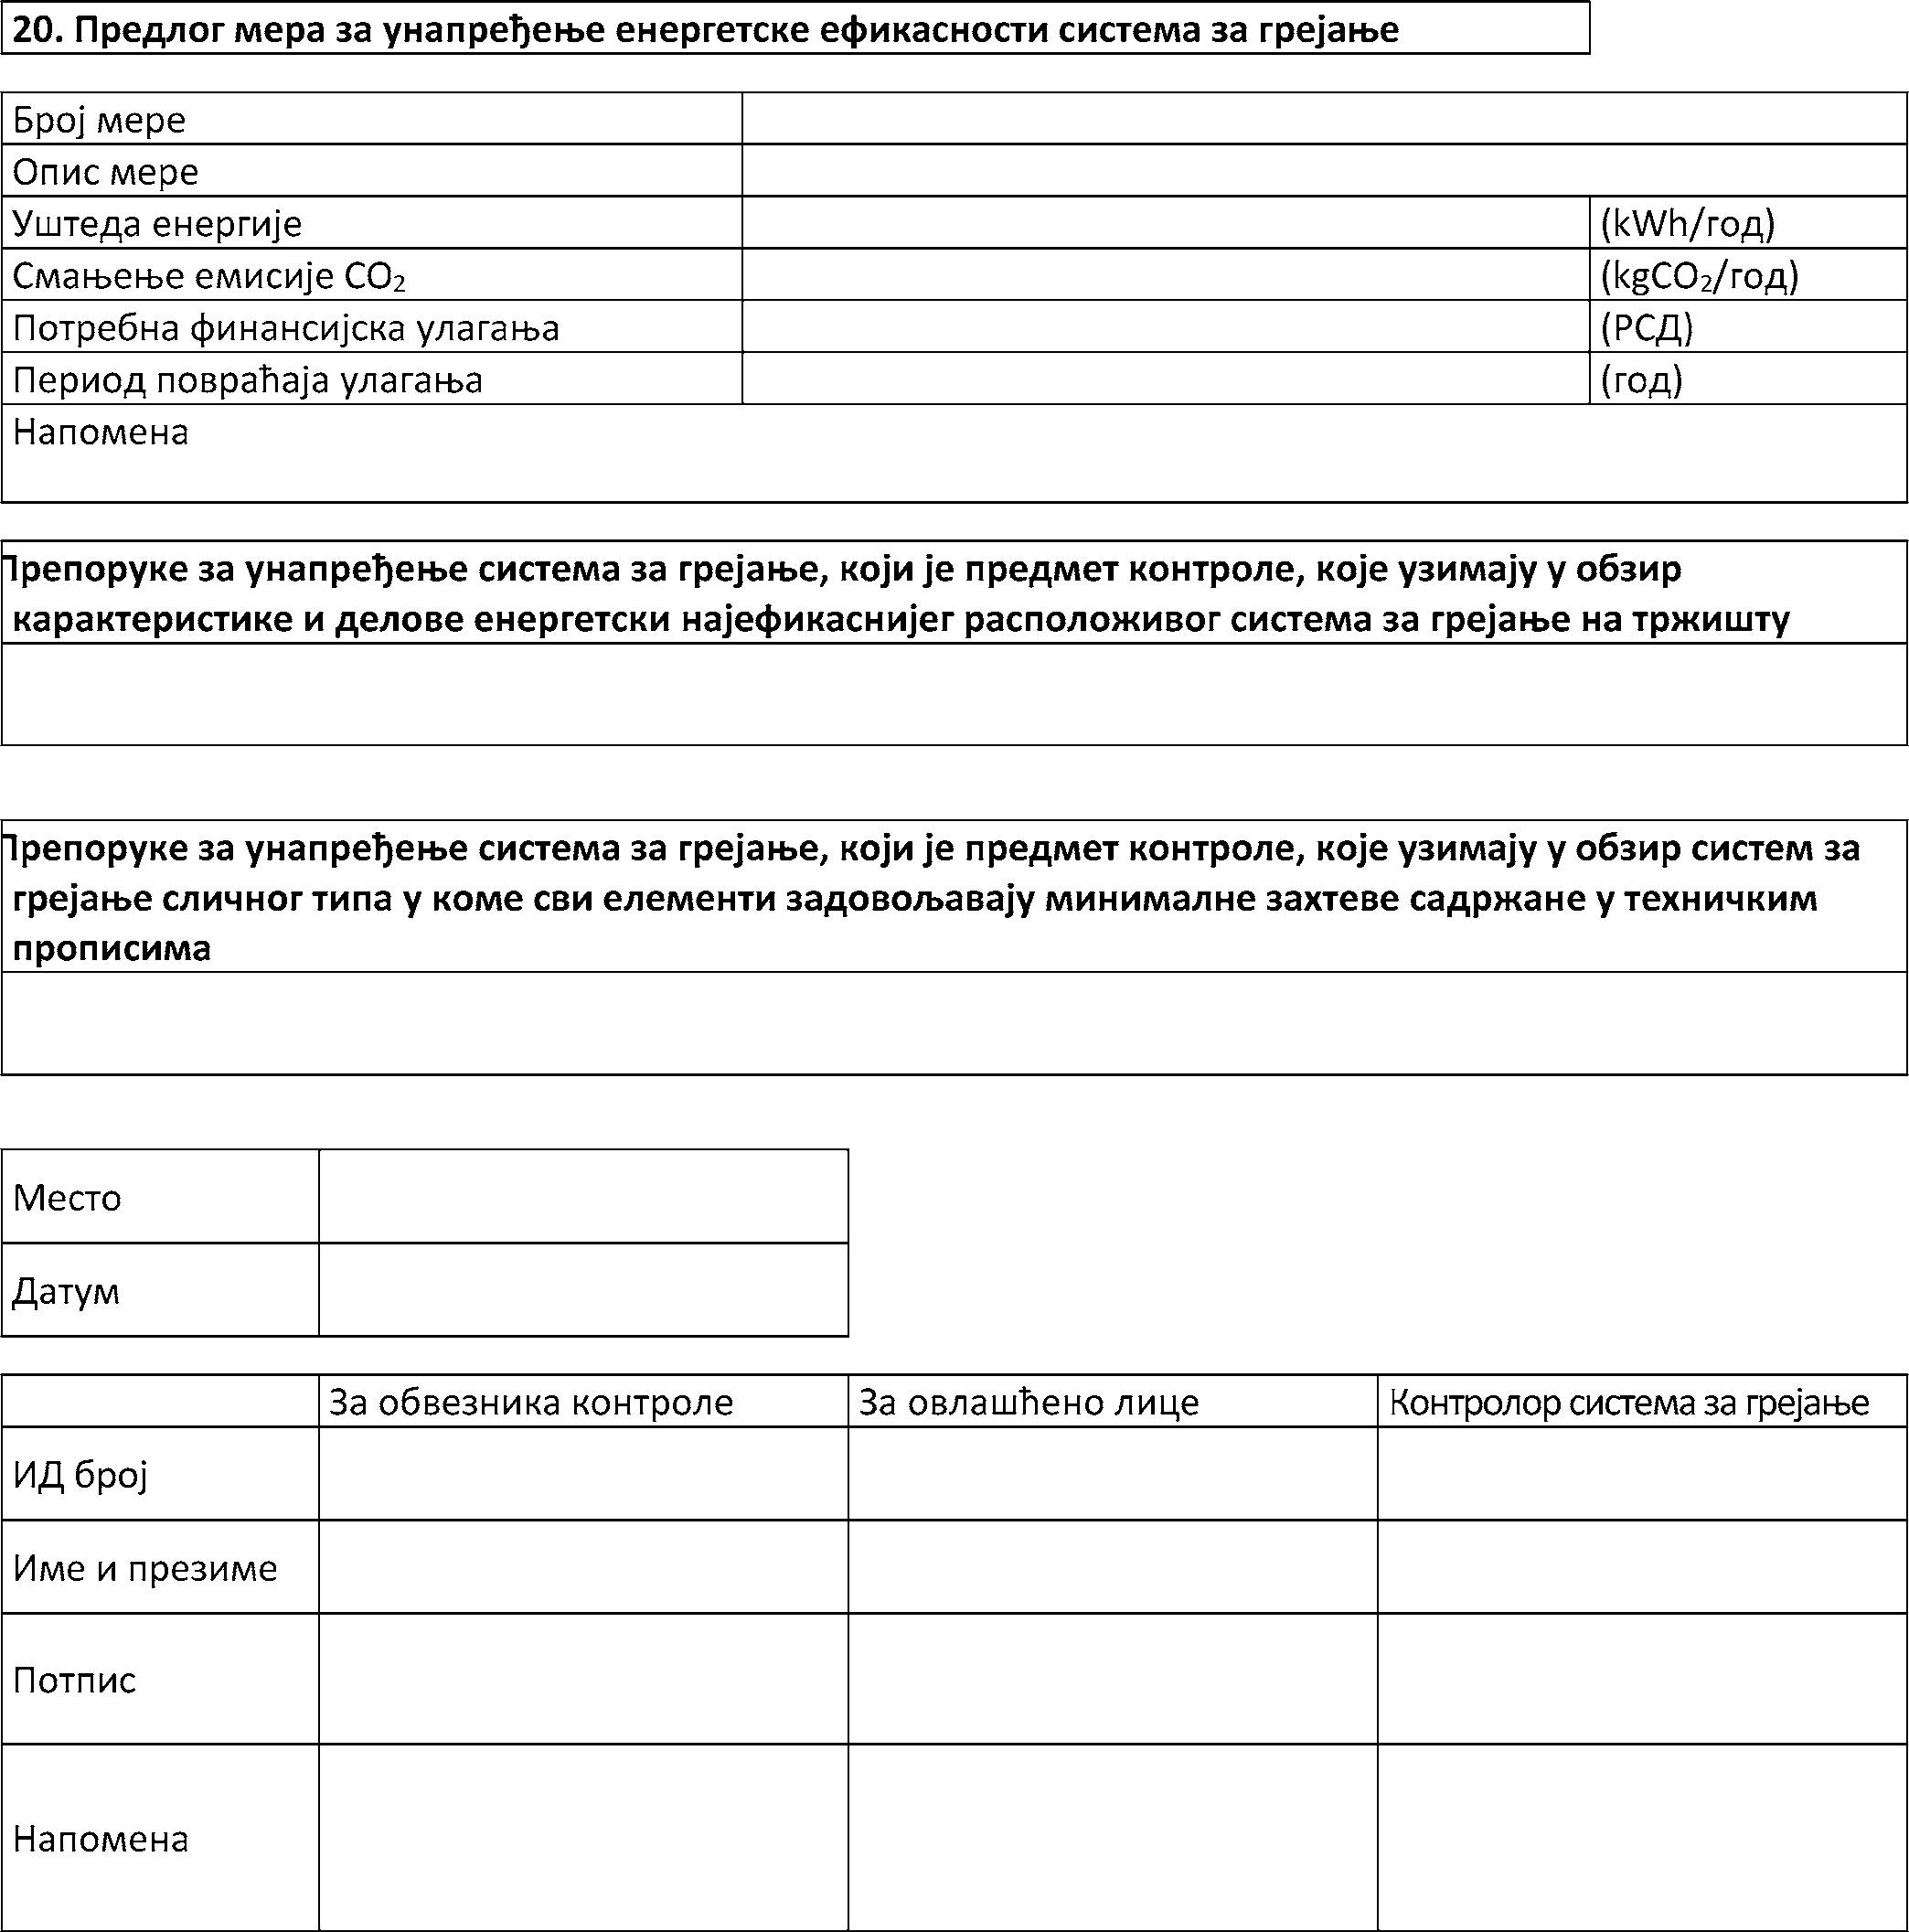 20. Предлог мера за унапређење енергетске ефикасности система за грејање
Број мере
Опис мере
Уштеда енергије (kWh/год)
Смањење емисије CO₂ (kgCO₂/год)
Потребна финансијска улагања (РСД)
Период повраћаја улагања (год)
Напомена
Препоруке за унапређење система за грејање, који је предмет контроле, које узимају у обзир
карактеристике и делове енергетски најефикаснијег расположивог система за грејање на тржишту
Препоруке за унапређење система за грејање, који је предмет контроле, које узимају у обзир систем за
грејање сличног типа у коме сви елементи задовољавају минималне захтеве садржане у техничким
прописима
Место
Датум
За обвезника контроле За овлашћено лице Контролор система за грејање
ИД број
Име и презиме
Потпис
Напомена